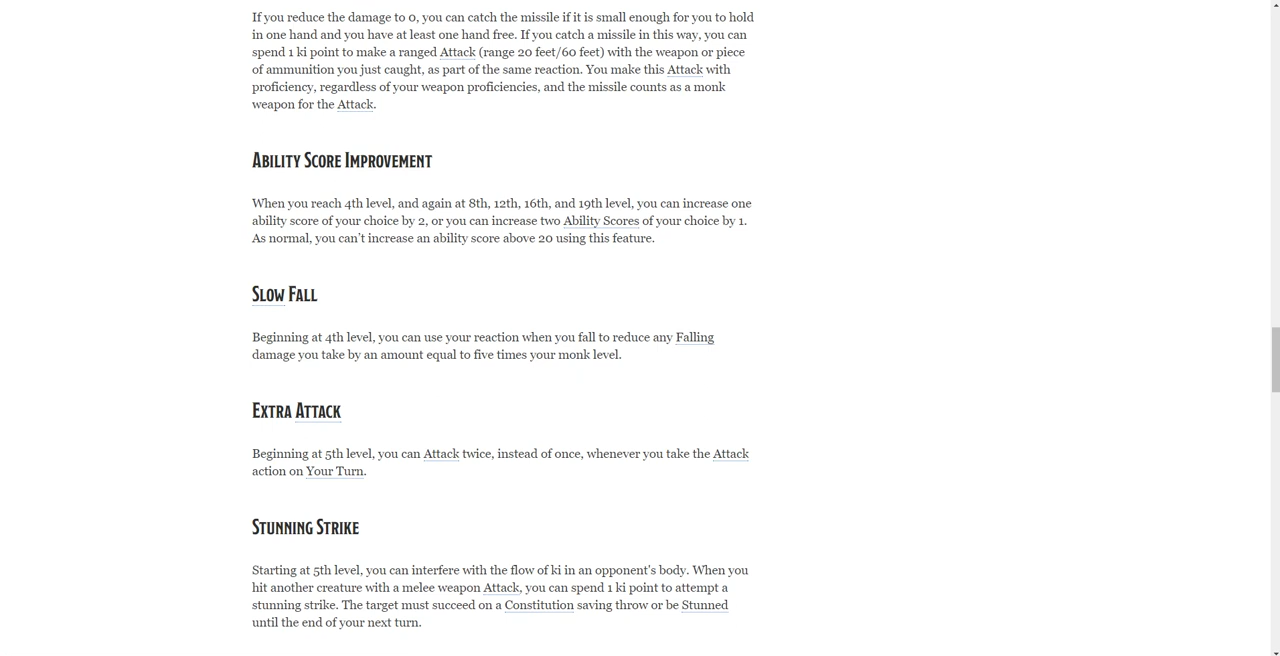 If you reduce the damage to 0, you can catch the missile if it is small enough for you to hold
in one hand and you have at least one hand free. If you catch a missile in this way, you can
spend 1 ki point to make a ranged Attack (range 20 feet/60 feet) with the weapon or piece
of ammunition you just caught, as part of the same reaction. You make this Attack with
proficiency, regardless of your weapon proficiencies, and the missile counts as a monk
weapon for the Attack.
Ability Score Improvement
When you reach 4th level, and again at 8th, 12th, 16th, and 19th level, you can increase one
ability score of your choice by 2, or you can increase two Ability Scores of your choice by 1.
As normal, you can't increase an ability score above 20 using this feature.
Slow Fall
Beginning at 4th level, you can use your reaction when you fall to reduce any Falling
damage you take by an amount equal to five times your monk level.
Extra Attack
Beginning at 5th level, you can Attack twice, instead of once, whenever you take the Attack
action on Your Turn.
Stunning Strike
Starting at 5th level, you can interfere with the flow of ki in an opponent's body. When you
hit another creature with a melee weapon Attack, you can spend 1 ki point to attempt a
stunning strike. The target must succeed on a Constitution saving throw or be Stunned
until the end of your next turn.